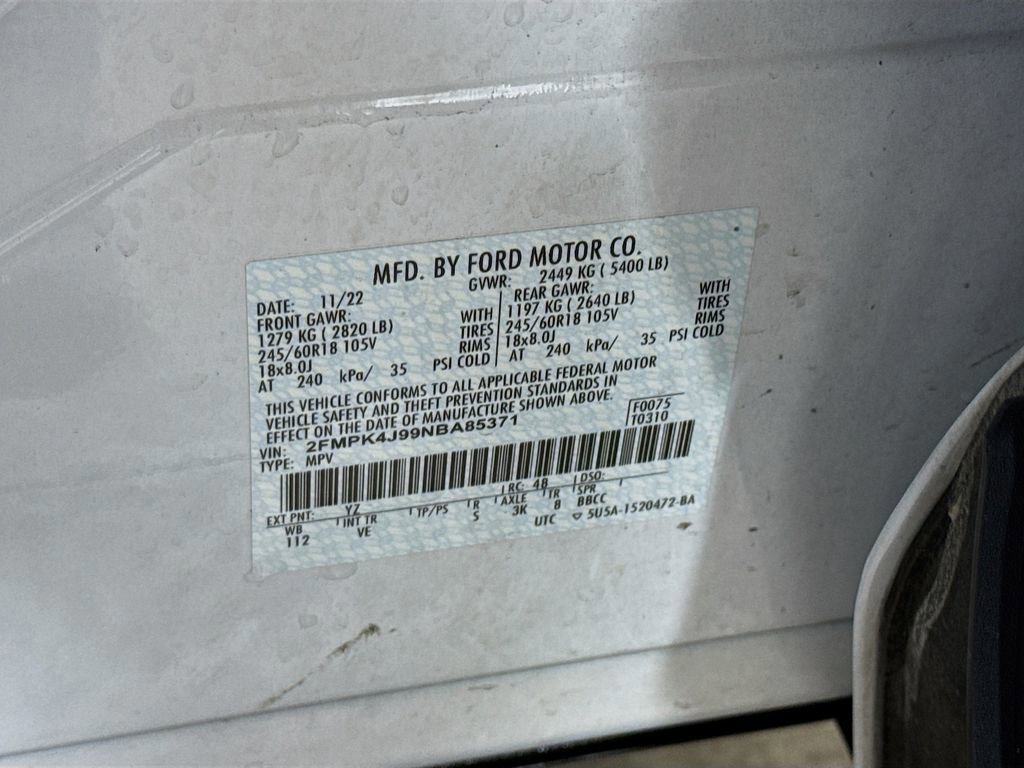 MFD. BY FORD MOTOR CO.
DATE: 11/22 GVWR: 2449 KG ( 5400 LB)
FRONT GAWR: WITH REAR GAWR: WITH
1279 KG ( 2820 LB) TIRES 1197 KG ( 2640 LB) TIRES
245/60R18 105V RIMS 245/60R18 105V RIMS
18x8.0J 18x8.0J
AT 240 kPa/ 35 PSI COLD AT 240 kPa/ 35 PSI COLD
THIS VEHICLE CONFORMS TO ALL APPLICABLE FEDERAL MOTOR
VEHICLE SAFETY AND THEFT PREVENTION STANDARDS IN
EFFECT ON THE DATE OF MANUFACTURE SHOWN ABOVE.
VIN: 2FMPK4J99NBA85371 F0075
TYPE: MPV T0310
EXT PNT: YZ RC: 48 DSO:
WB INT TR TP/PS R AXLE TR SPR
112 VE S 3K 8 BBCC
UTC 5U5A-1520472-BA